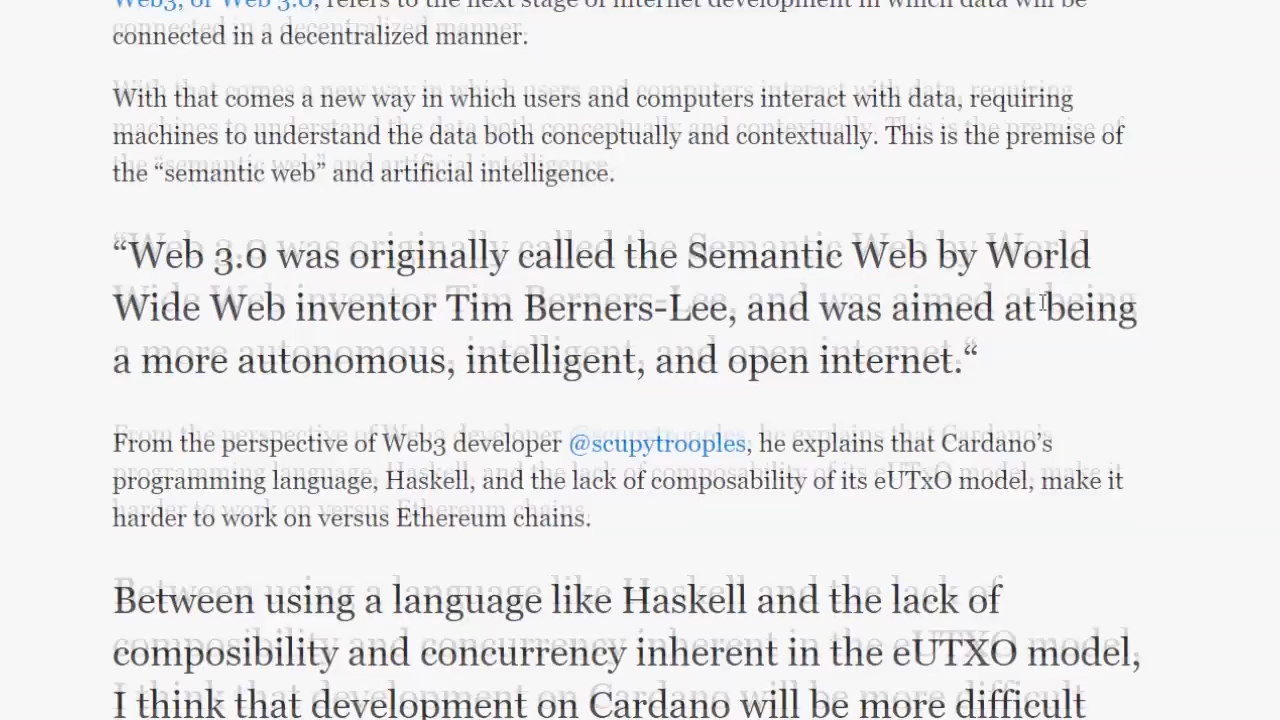 Web3, or Web 3.0, refers to the next stage of internet development in which data will be
connected in a decentralized manner.
With that comes a new way in which users and computers interact with data, requiring
machines to understand the data both conceptually and contextually. This is the premise of
the “semantic web” and artificial intelligence.
“Web 3.0 was originally called the Semantic Web by World
Wide Web inventor Tim Berners-Lee, and was aimed at being
a more autonomous, intelligent, and open internet.“
From the perspective of Web3 developer @scupytrooples, he explains that Cardano’s
programming language, Haskell, and the lack of composability of its eUTxO model, make it
harder to work on versus Ethereum chains.
Between using a language like Haskell and the lack of
composibility and concurrency inherent in the eUTXO model,
I think that development on Cardano will be more difficult